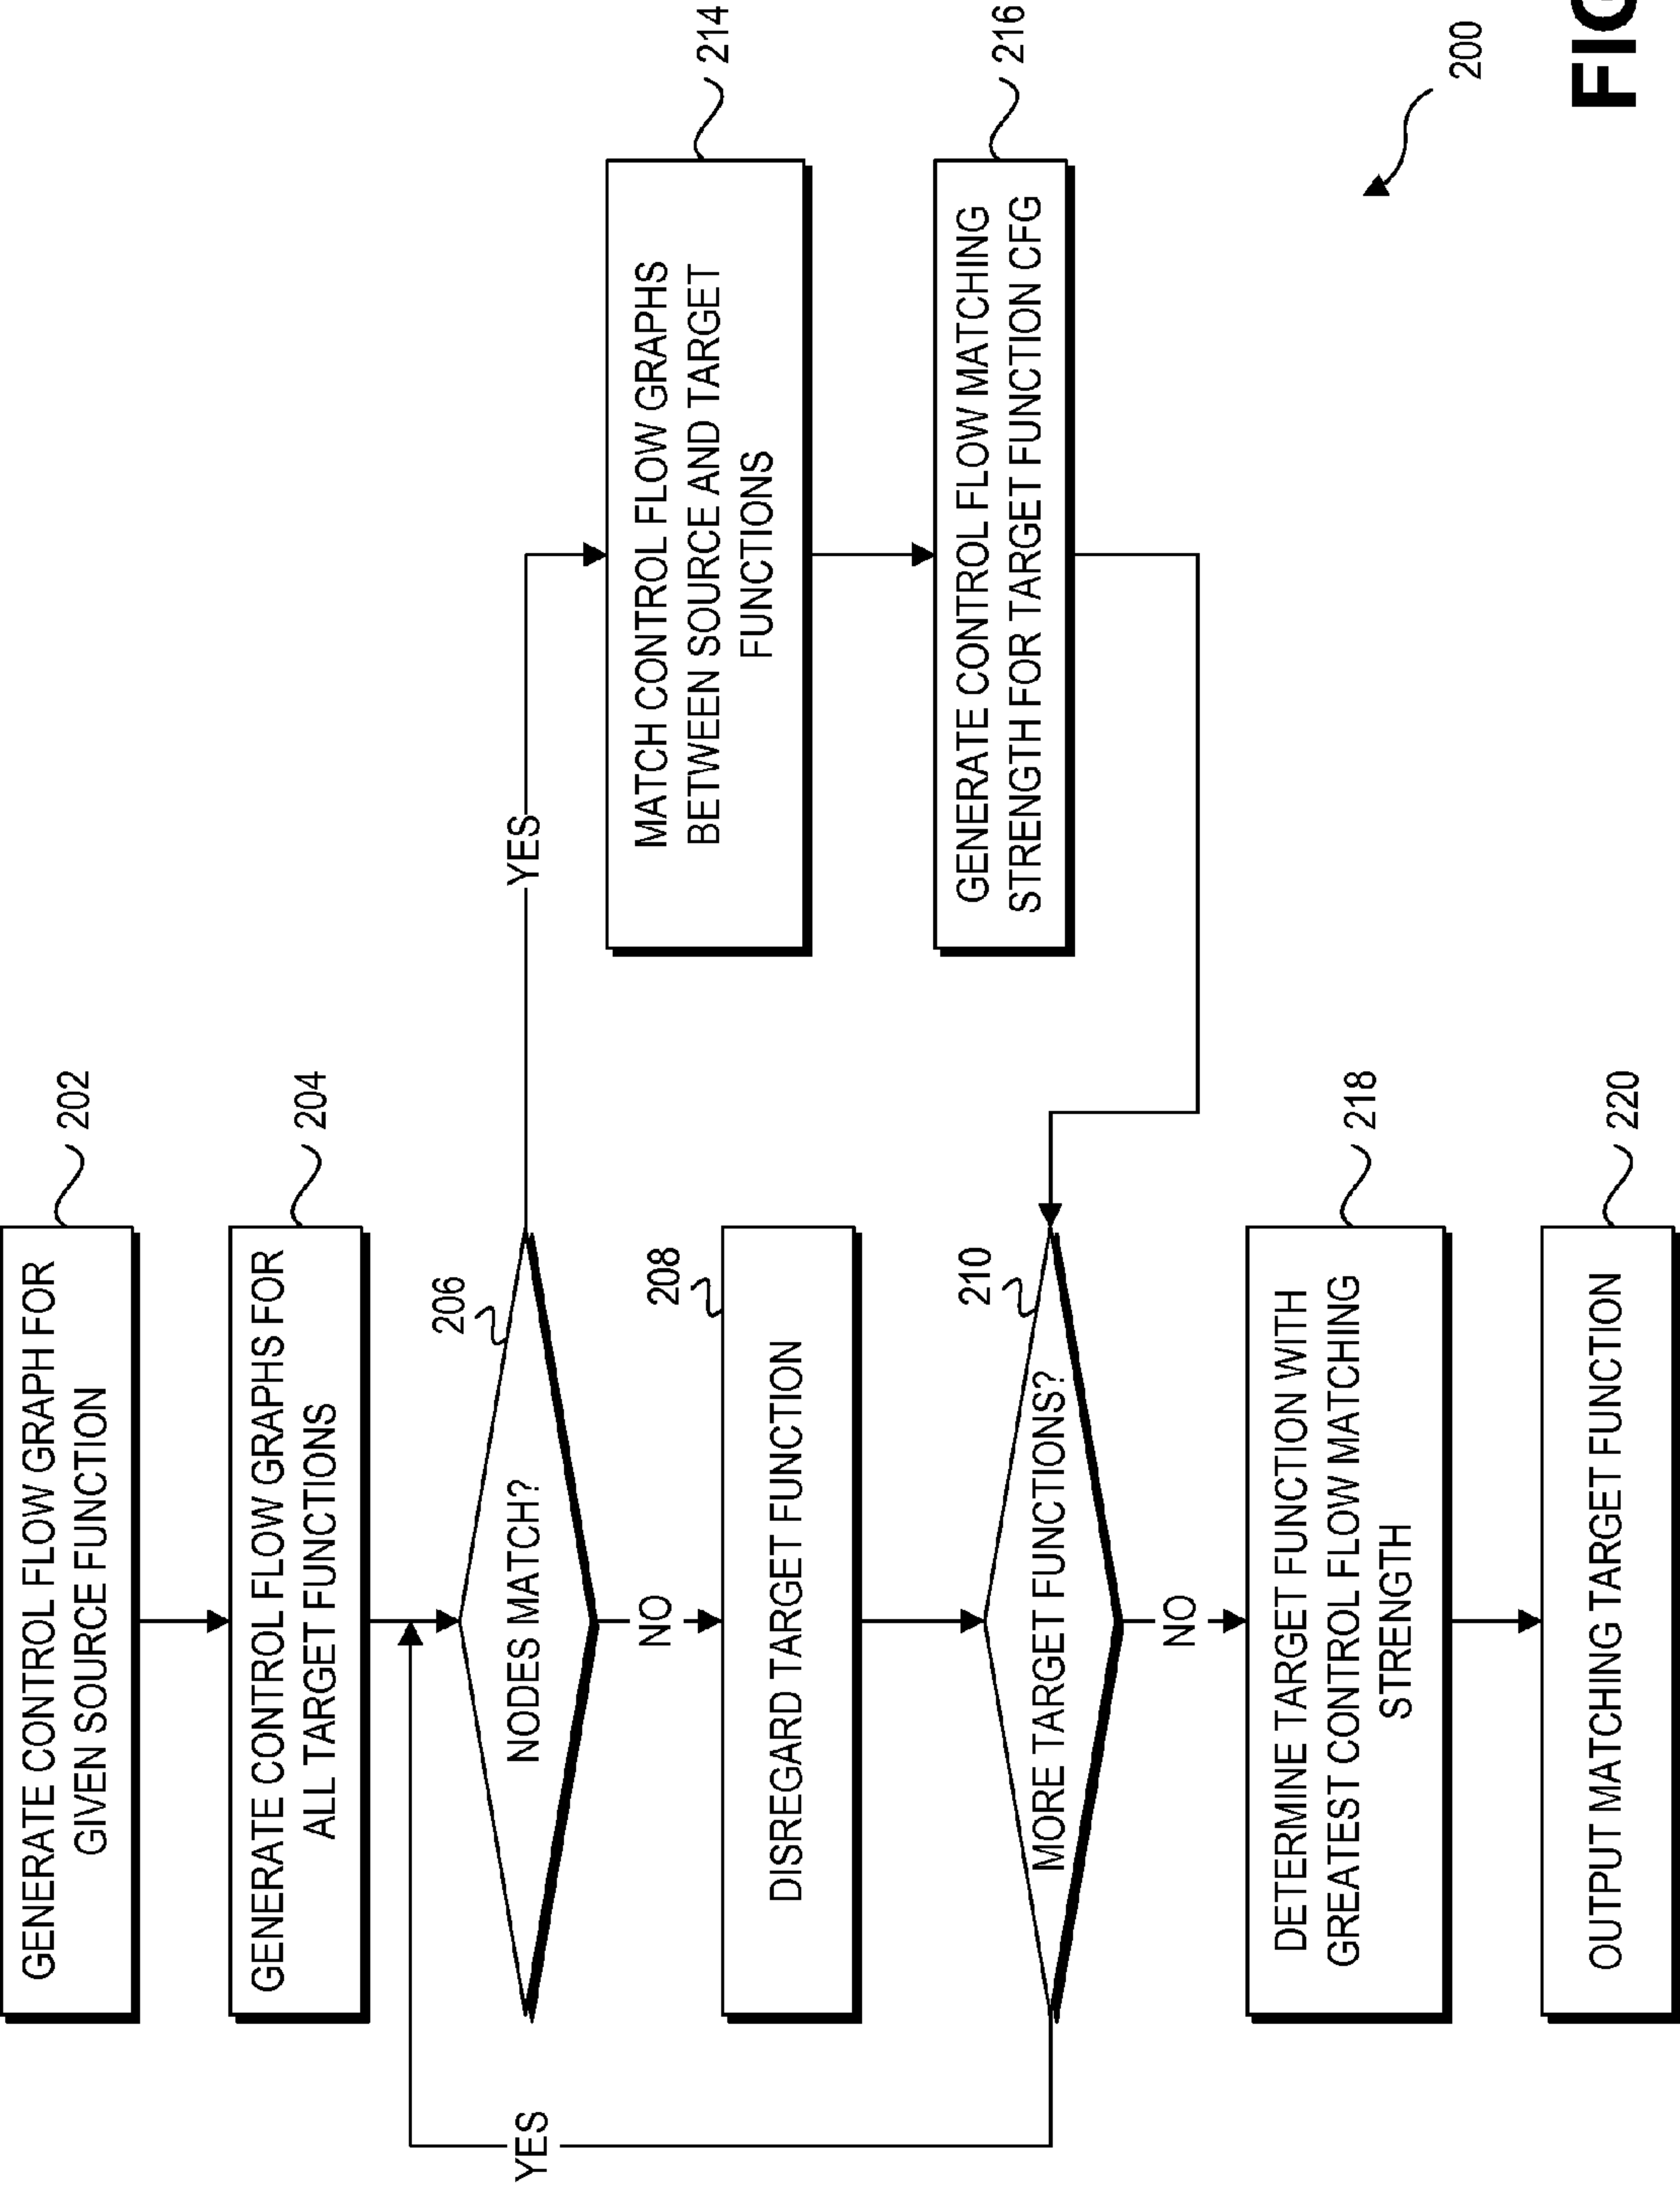 GENERATE CONTROL FLOW GRAPH FOR
GIVEN SOURCE FUNCTION
202
GENERATE CONTROL FLOW GRAPHS FOR
ALL TARGET FUNCTIONS
204
NODES MATCH?
206
YES
NO
MATCH CONTROL FLOW GRAPHS
BETWEEN SOURCE AND TARGET
FUNCTIONS
214
DISREGARD TARGET FUNCTION
208
GENERATE CONTROL FLOW MATCHING
STRENGTH FOR TARGET FUNCTION CFG
216
MORE TARGET FUNCTIONS?
210
YES
NO
DETERMINE TARGET FUNCTION WITH
GREATEST CONTROL FLOW MATCHING
STRENGTH
218
OUTPUT MATCHING TARGET FUNCTION
220
200
FIG